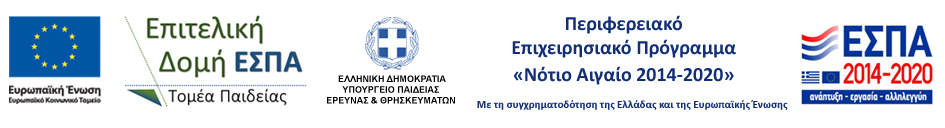 Ευρωπαϊκή Ένωση
Ευρωπαϊκό Κοινωνικό Ταμείο
Επιτελική
Δομή ΕΣΠΑ
Τομέα Παιδείας
ΕΛΛΗΝΙΚΗ ΔΗΜΟΚΡΑΤΙΑ
ΥΠΟΥΡΓΕΙΟ ΠΑΙΔΕΙΑΣ
ΕΡΕΥΝΑΣ & ΘΡΗΣΚΕΥΜΑΤΩΝ
Περιφερειακό
Επιχειρησιακό Πρόγραμμα
«Νότιο Αιγαίο 2014-2020»
Με τη συγχρηματοδότηση της Ελλάδας και της Ευρωπαϊκής Ένωσης
ΕΣΠΑ
2014-2020
ανάπτυξη - εργασία - αλληλεγγύη